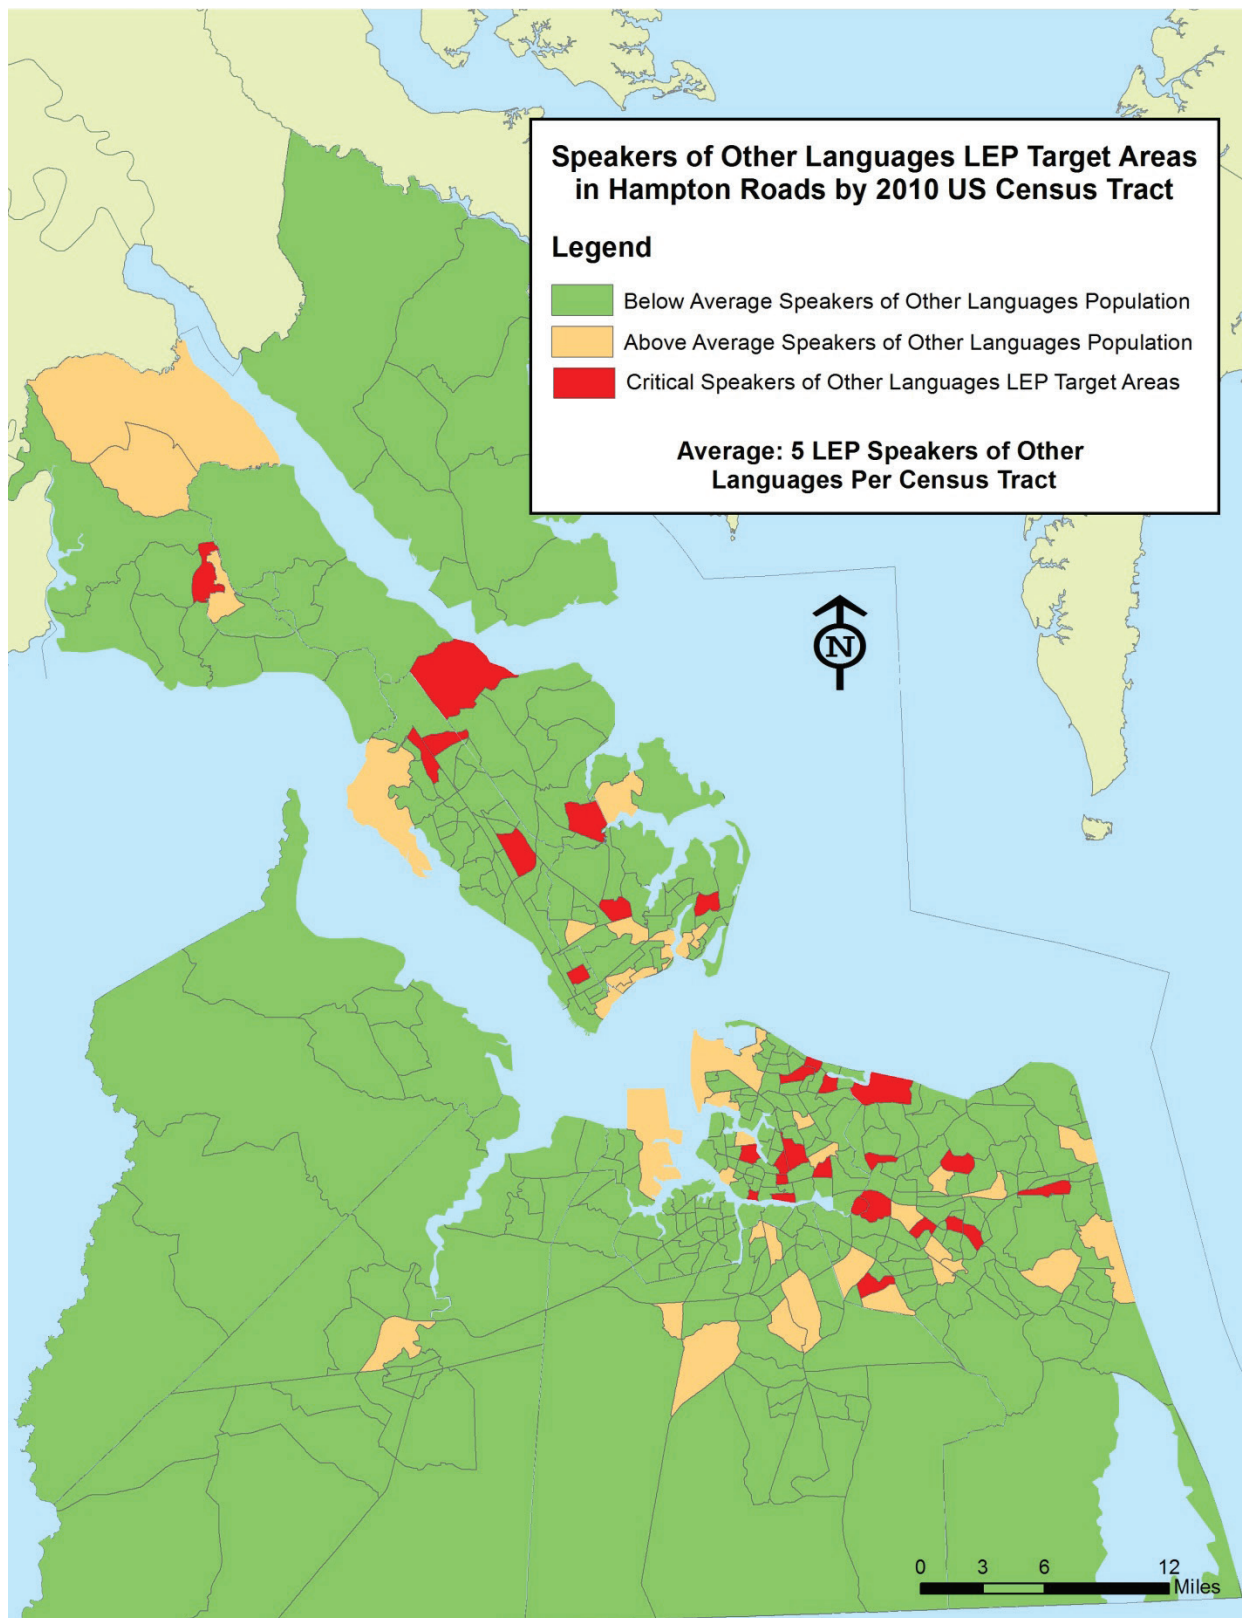 Speakers of Other Languages LEP Target Areas
in Hampton Roads by 2010 US Census Tract
Legend
Below Average Speakers of Other Languages Population
Above Average Speakers of Other Languages Population
Critical Speakers of Other Languages LEP Target Areas
Average: 5 LEP Speakers of Other
Languages Per Census Tract
N
0 3 6 12
Miles